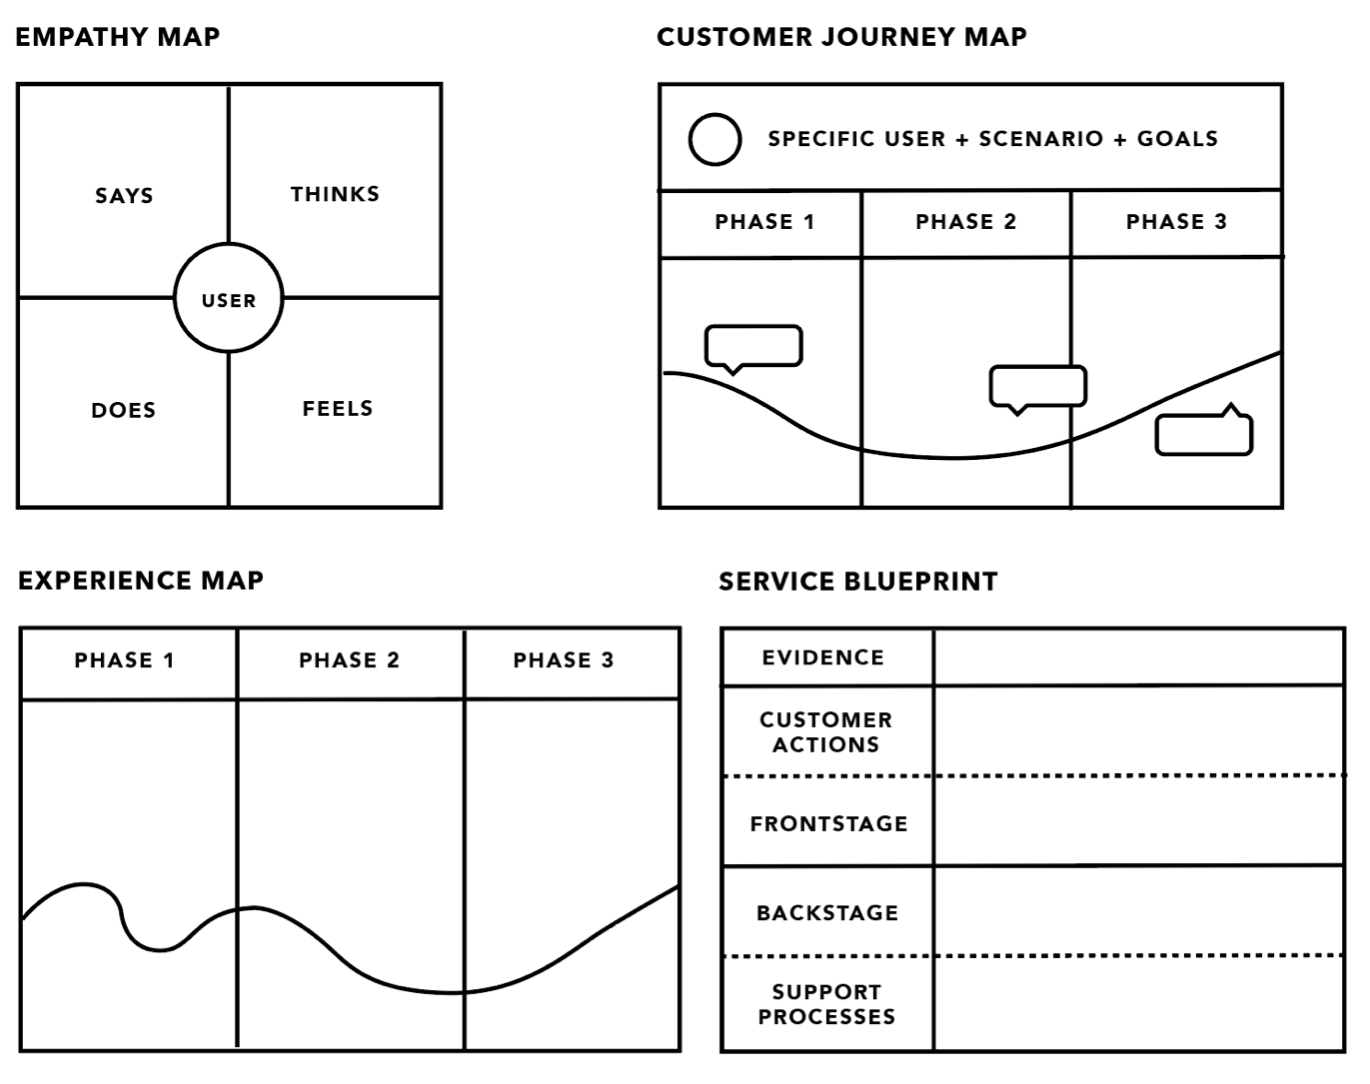 EMPATHY MAP
SAYS
THINKS
USER
DOES
FEELS
CUSTOMER JOURNEY MAP
SPECIFIC USER + SCENARIO + GOALS
PHASE 1
PHASE 2
PHASE 3
EXPERIENCE MAP
PHASE 1
PHASE 2
PHASE 3
SERVICE BLUEPRINT
EVIDENCE
CUSTOMER
ACTIONS
FRONTSTAGE
BACKSTAGE
SUPPORT
PROCESSES